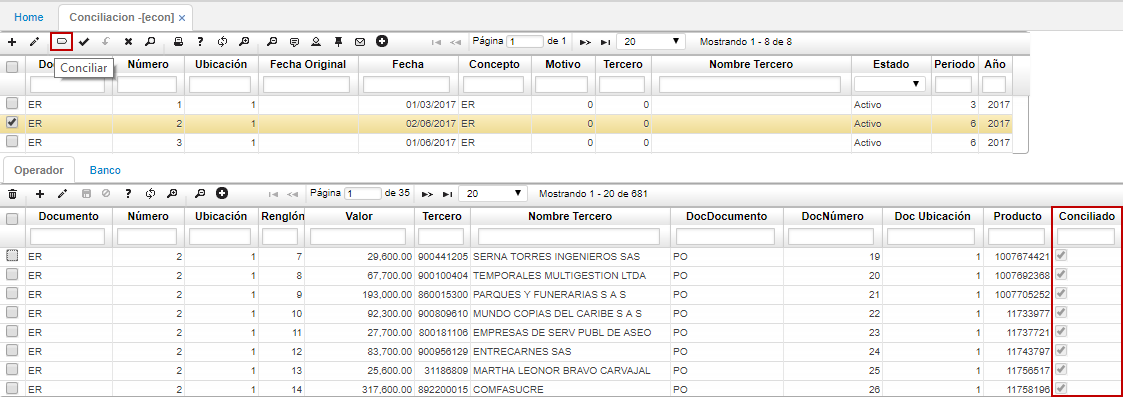 Home Conciliacion -[econ] ×
Página 1 de 1 20 Mostrando 1 - 8 de 8
Conciliar
Número Ubicación Fecha Original Fecha Concepto Motivo Tercero Nombre Tercero Estado Periodo Año
ER 1 1 01/03/2017 ER 0 0 Activo 3 2017
ER 2 1 02/06/2017 ER 0 0 Activo 6 2017
ER 3 1 01/06/2017 ER 0 0 Activo 6 2017
Operador Banco
Página 1 de 35 20 Mostrando 1 - 20 de 681
Documento Número Ubicación Renglón Valor Tercero Nombre Tercero DocDocumento DocNúmero Doc Ubicación Producto Conciliado
ER 2 1 7 29,600.00 900441205 SERNA TORRES INGENIEROS SAS PO 19 1 1007674421
ER 2 1 8 67,700.00 900100404 TEMPORALES MULTIGESTION LTDA PO 20 1 1007692368
ER 2 1 9 193,000.00 860015300 PARQUES Y FUNERARIAS S A S PO 21 1 1007705252
ER 2 1 10 92,300.00 900809610 MUNDO COPIAS DEL CARIBE S A S PO 22 1 11733977
ER 2 1 11 27,700.00 800181106 EMPRESAS DE SERV PUBL DE ASEO PO 23 1 11737721
ER 2 1 12 83,700.00 900956129 ENTRECARNES SAS PO 24 1 11743797
ER 2 1 13 25,600.00 31186809 MARTHA LEONOR BRAVO CARVAJAL PO 25 1 11756517
ER 2 1 14 317,600.00 892200015 COMFASUCRE PO 26 1 11758196